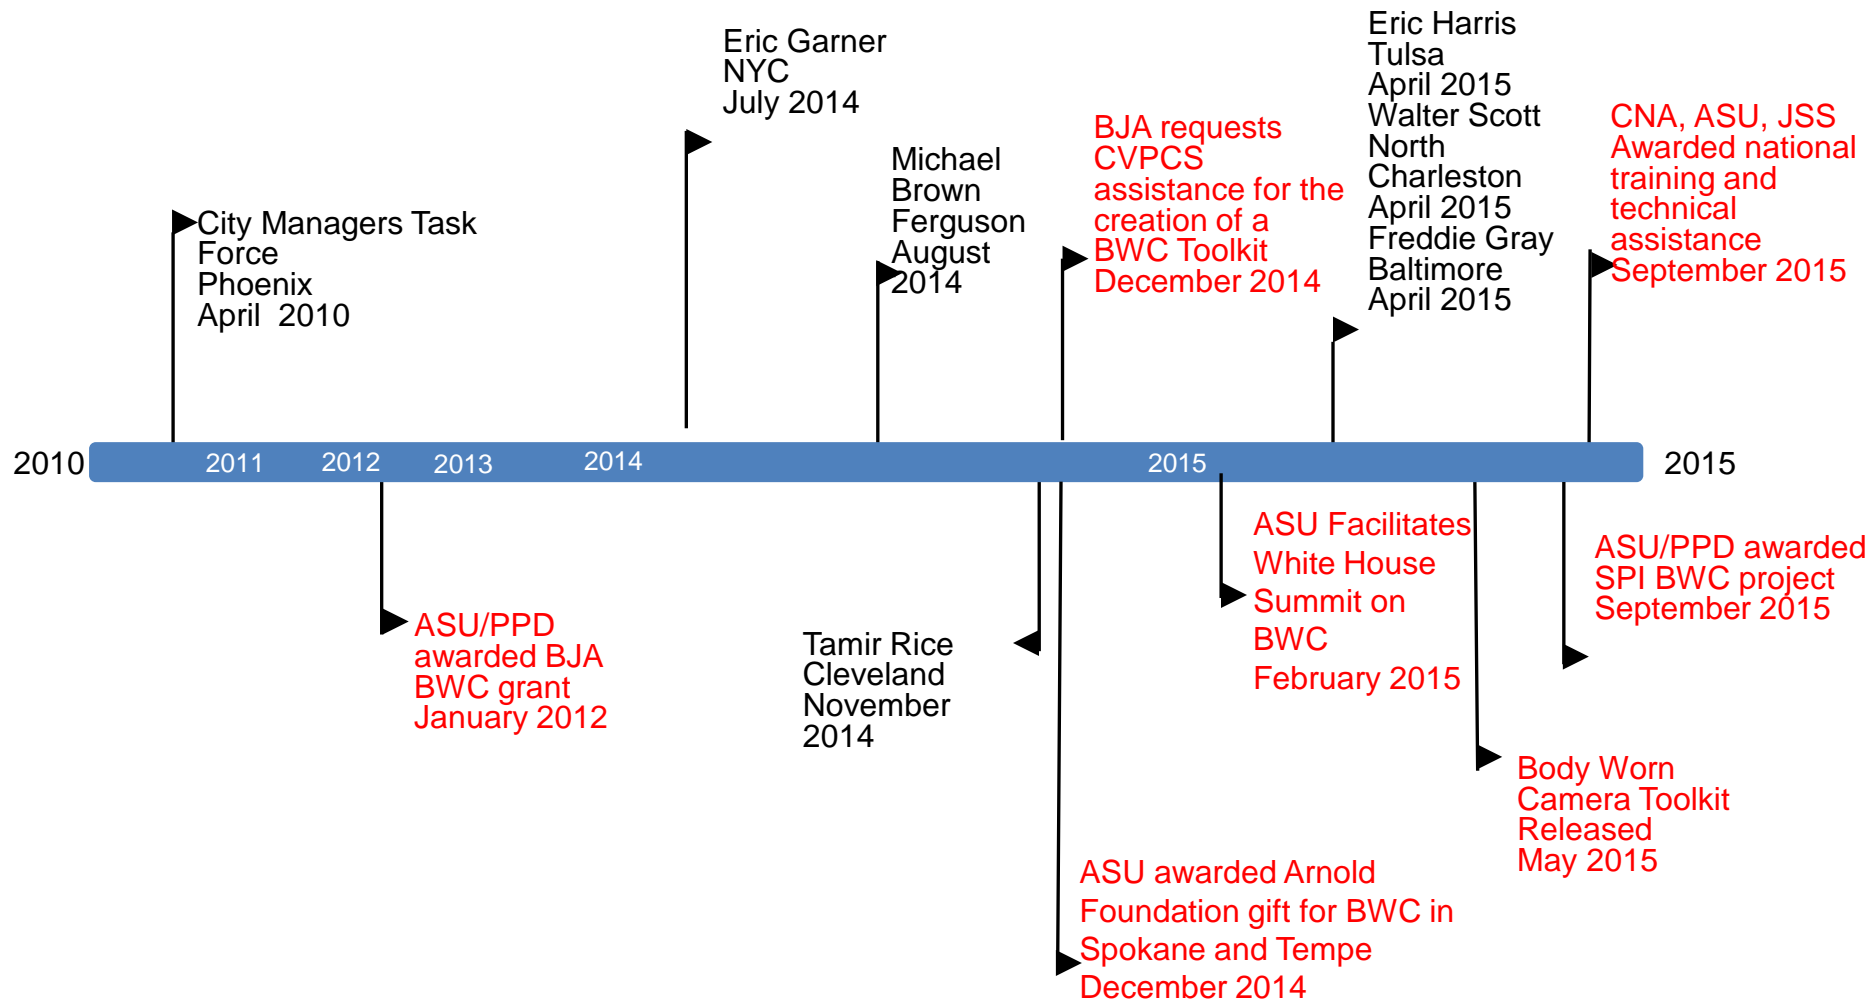 Eric Garner
NYC
July 2014
Eric Harris
Tulsa
April 2015
Walter Scott
North
Charleston
April 2015
Freddie Gray
Baltimore
April 2015
Michael
Brown
Ferguson
August
2014
BJA requests
CVPCS
assistance for the
creation of a
BWC Toolkit
December 2014
CNA, ASU, JSS
Awarded national
training and
technical
assistance
September 2015
City Managers Task
Force
Phoenix
April  2010
2010
2011
2012
2013
2014
2015
2015
ASU/PPD
awarded BJA
BWC grant
January 2012
Tamir Rice
Cleveland
November
2014
ASU Facilitates
White House
Summit on
BWC
February 2015
ASU/PPD awarded
SPI BWC project
September 2015
Body Worn
Camera Toolkit
Released
May 2015
ASU awarded Arnold
Foundation gift for BWC in
Spokane and Tempe
December 2014